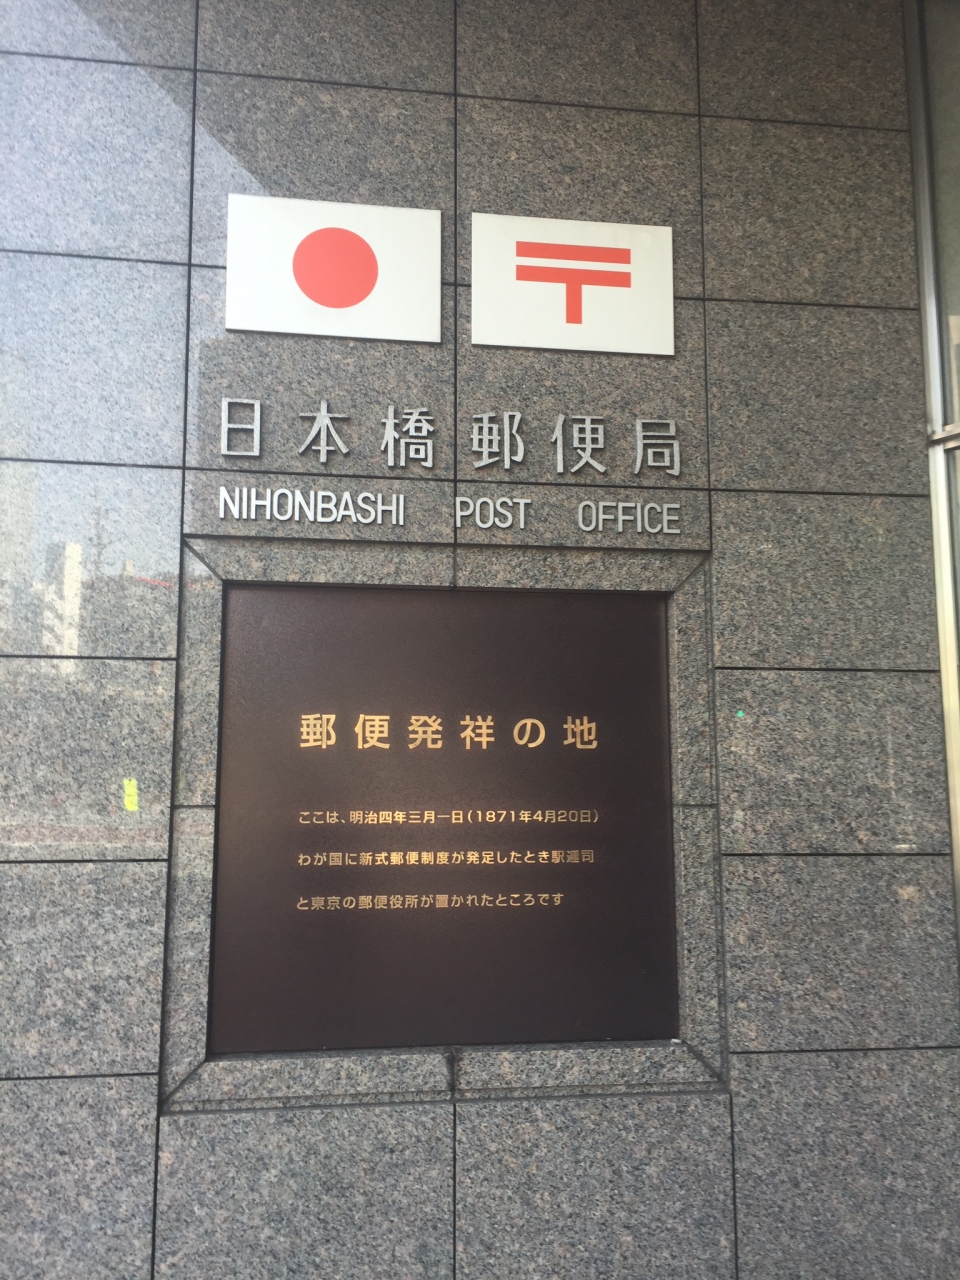 〒
日本橋郵便局
NIHONBASHI POST OFFICE
郵便発祥の地
ここは、明治四年三月一日(1871年4月20日)
わが国に新式郵便制度が発足したとき駅逓司
と東京の郵便役所が置かれたところです